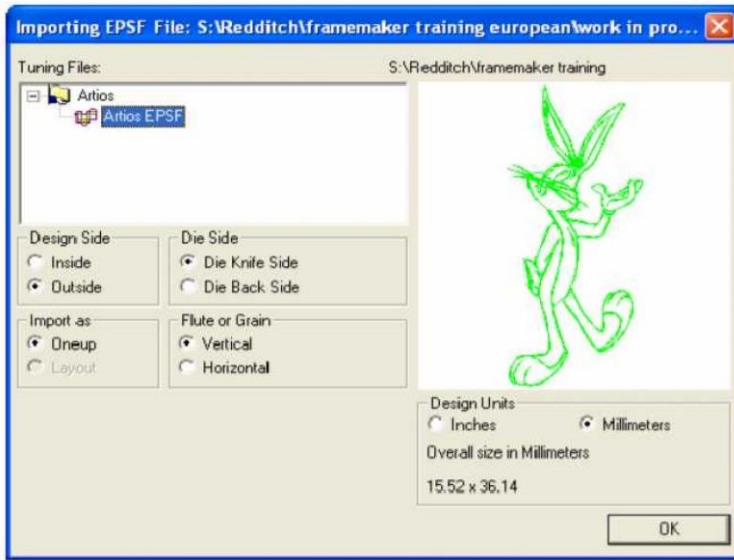 Importing EPSF File: S:\Redditch\framemaker training european\work in pro...
Tuning Files:
S:\Redditch\framemaker training
Artios
Artios EPSF
Design Side
Inside
Outside
Die Side
Die Knife Side
Die Back Side
Import as
Oneup
Layout
Flute or Grain
Vertical
Horizontal
Design Units
Inches
Millimeters
Overall size in Millimeters
15.52 x 36.14
OK